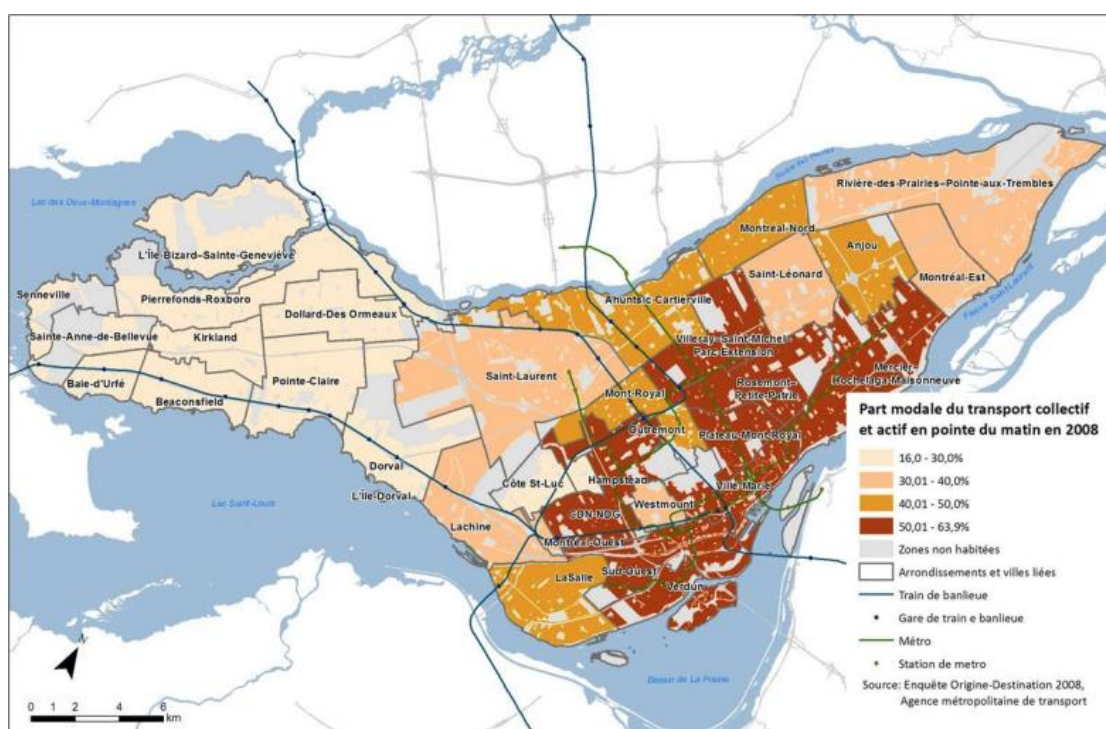 Lac des Deux-Montagnes
L'Île-Bizard–Sainte-Geneviève
Senneville
Pierrefonds-Roxboro
Dollard-Des Ormeaux
Sainte-Anne-de-Bellevue
Kirkland
Baie-d'Urfé
Beaconsfield
Pointe-Claire
Dorval
L'Île-Dorval
Lac Saint-Louis
Lachine
Saint-Laurent
Côte St-Luc
Hampstead
Mont-Royal
Outremont
CDN-NDG
Westmount
Montréal-Ouest
LaSalle
Sud-Ouest
Verdun
Ville-Marie
Plateau-Mont-Royal
Rosemont–
Petite-Patrie
Villeray–Saint-Michel–
Parc-Extension
Ahuntsic-Cartierville
Montréal-Nord
Saint-Léonard
Anjou
Rivière-des-Prairies–Pointe-aux-Trembles
Montréal-Est
Mercier–
Hochelaga-Maisonneuve
Fleuve Saint-Laurent
Bassin de La Prairie
N
0 1 2 4 6
km
Part modale du transport collectif
et actif en pointe du matin en 2008
16,0 - 30,0%
30,01 - 40,0%
40,01 - 50,0%
50,01 - 63,9%
Zones non habitées
Arrondissements et villes liées
Train de banlieue
Gare de train e banlieue
Métro
Station de metro
Source: Enquête Origine-Destination 2008,
Agence métropolitaine de transport